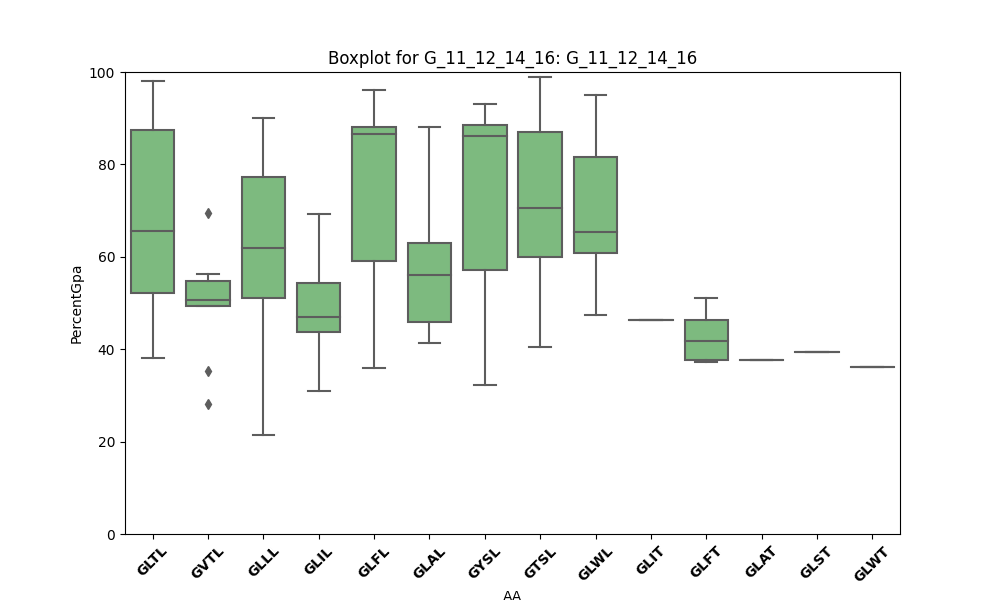 Boxplot for G_11_12_14_16: G_11_12_14_16
100
80
60
40
20
0
PercentGpa
GLTL GVTL GLLL GLIL GLFL GLAL GYSL GTSL GLWL GLIT GLFT GLAT GLST GLWT
AA